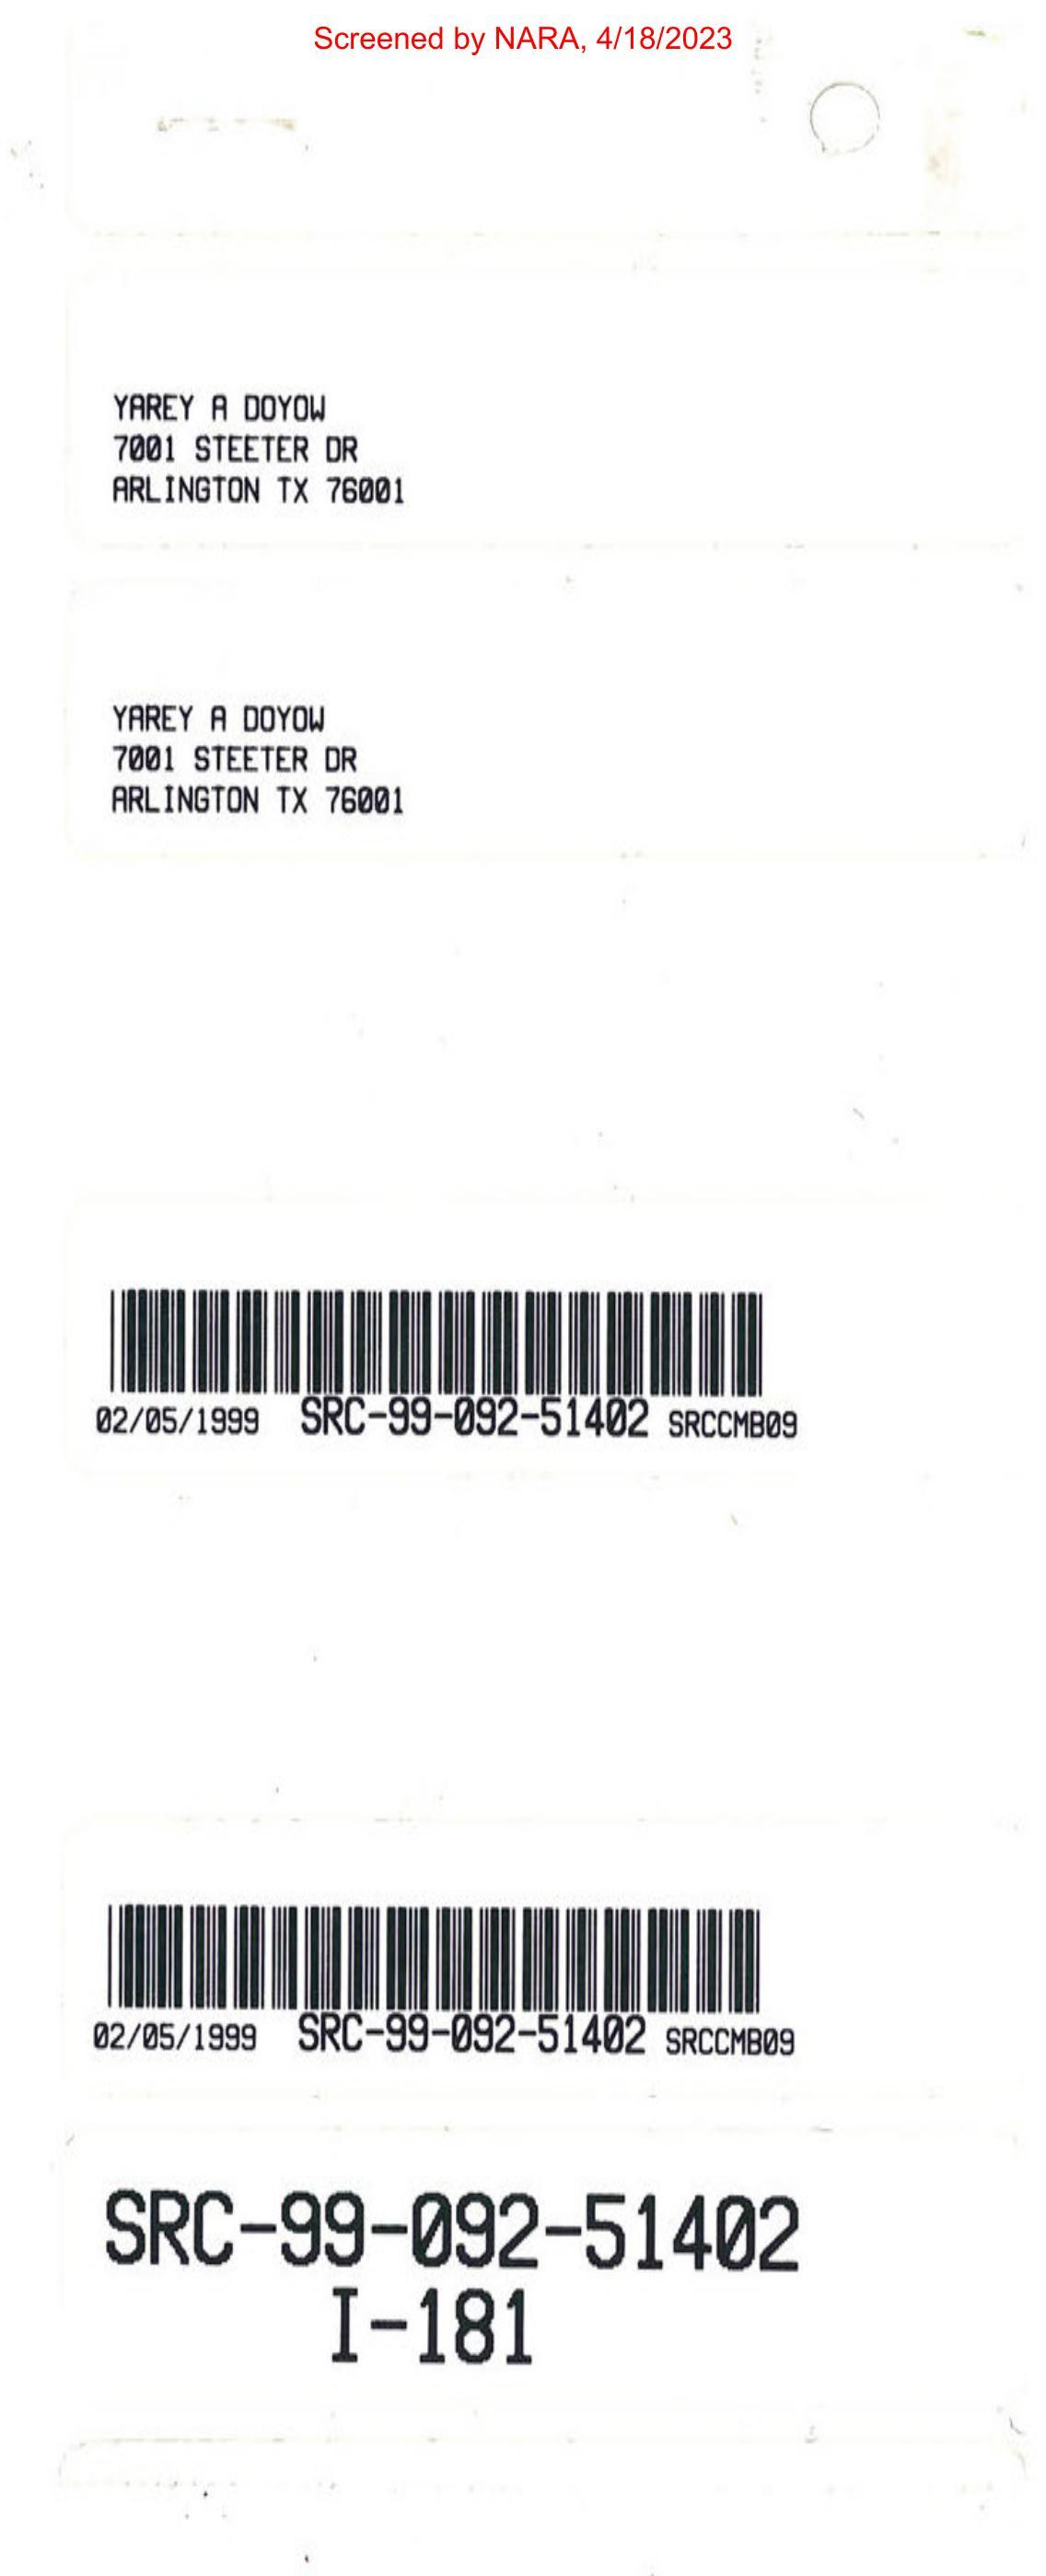 Screened by NARA, 4/18/2023
YAREY A DOYOW
7001 STEETER DR
ARLINGTON TX 76001
YAREY A DOYOW
7001 STEETER DR
ARLINGTON TX 76001
02/05/1999 SRC-99-092-51402 SRCCMB09
02/05/1999 SRC-99-092-51402 SRCCMB09
SRC-99-092-51402
I-181